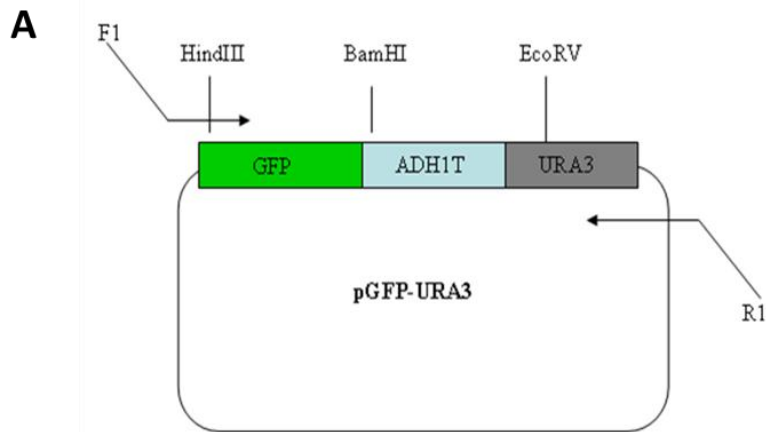 A
F1
HindIII BamHI EcoRV
GFP ADH1T URA3
pGFP-URA3
R1